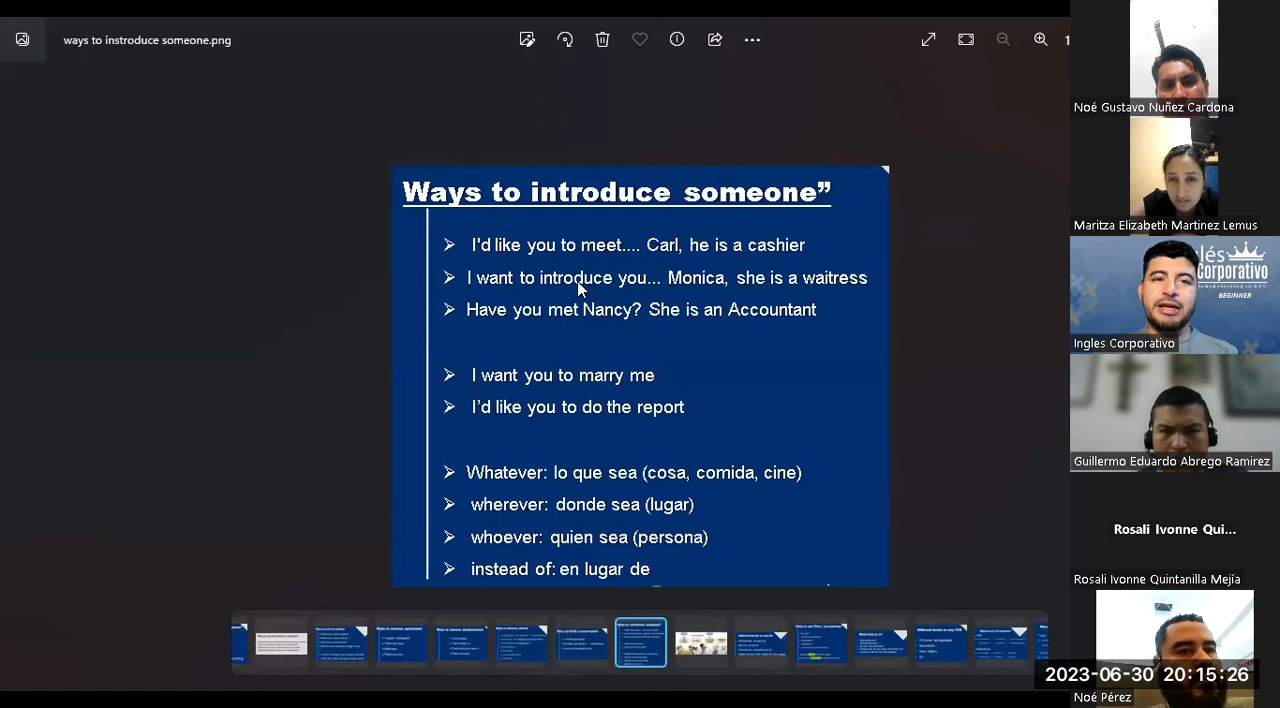 ways to instroduce someone.png
1
Ways to introduce someone”
I'd like you to meet.... Carl, he is a cashier
I want to introduce you... Monica, she is a waitress
Have you met Nancy? She is an Accountant
I want you to marry me
I’d like you to do the report
Whatever: lo que sea (cosa, comida, cine)
wherever: donde sea (lugar)
whoever: quien sea (persona)
instead of: en lugar de
Noé Gustavo Nuñez Cardona
Maritza Elizabeth Martinez Lemus
lés
Corporativo
BEGINNER
Ingles Corporativo
Guillermo Eduardo Abrego Ramirez
Rosali Ivonne Qui...
Rosali Ivonne Quintanilla Mejía
2023-06-30 20:15:26
Noé Pérez